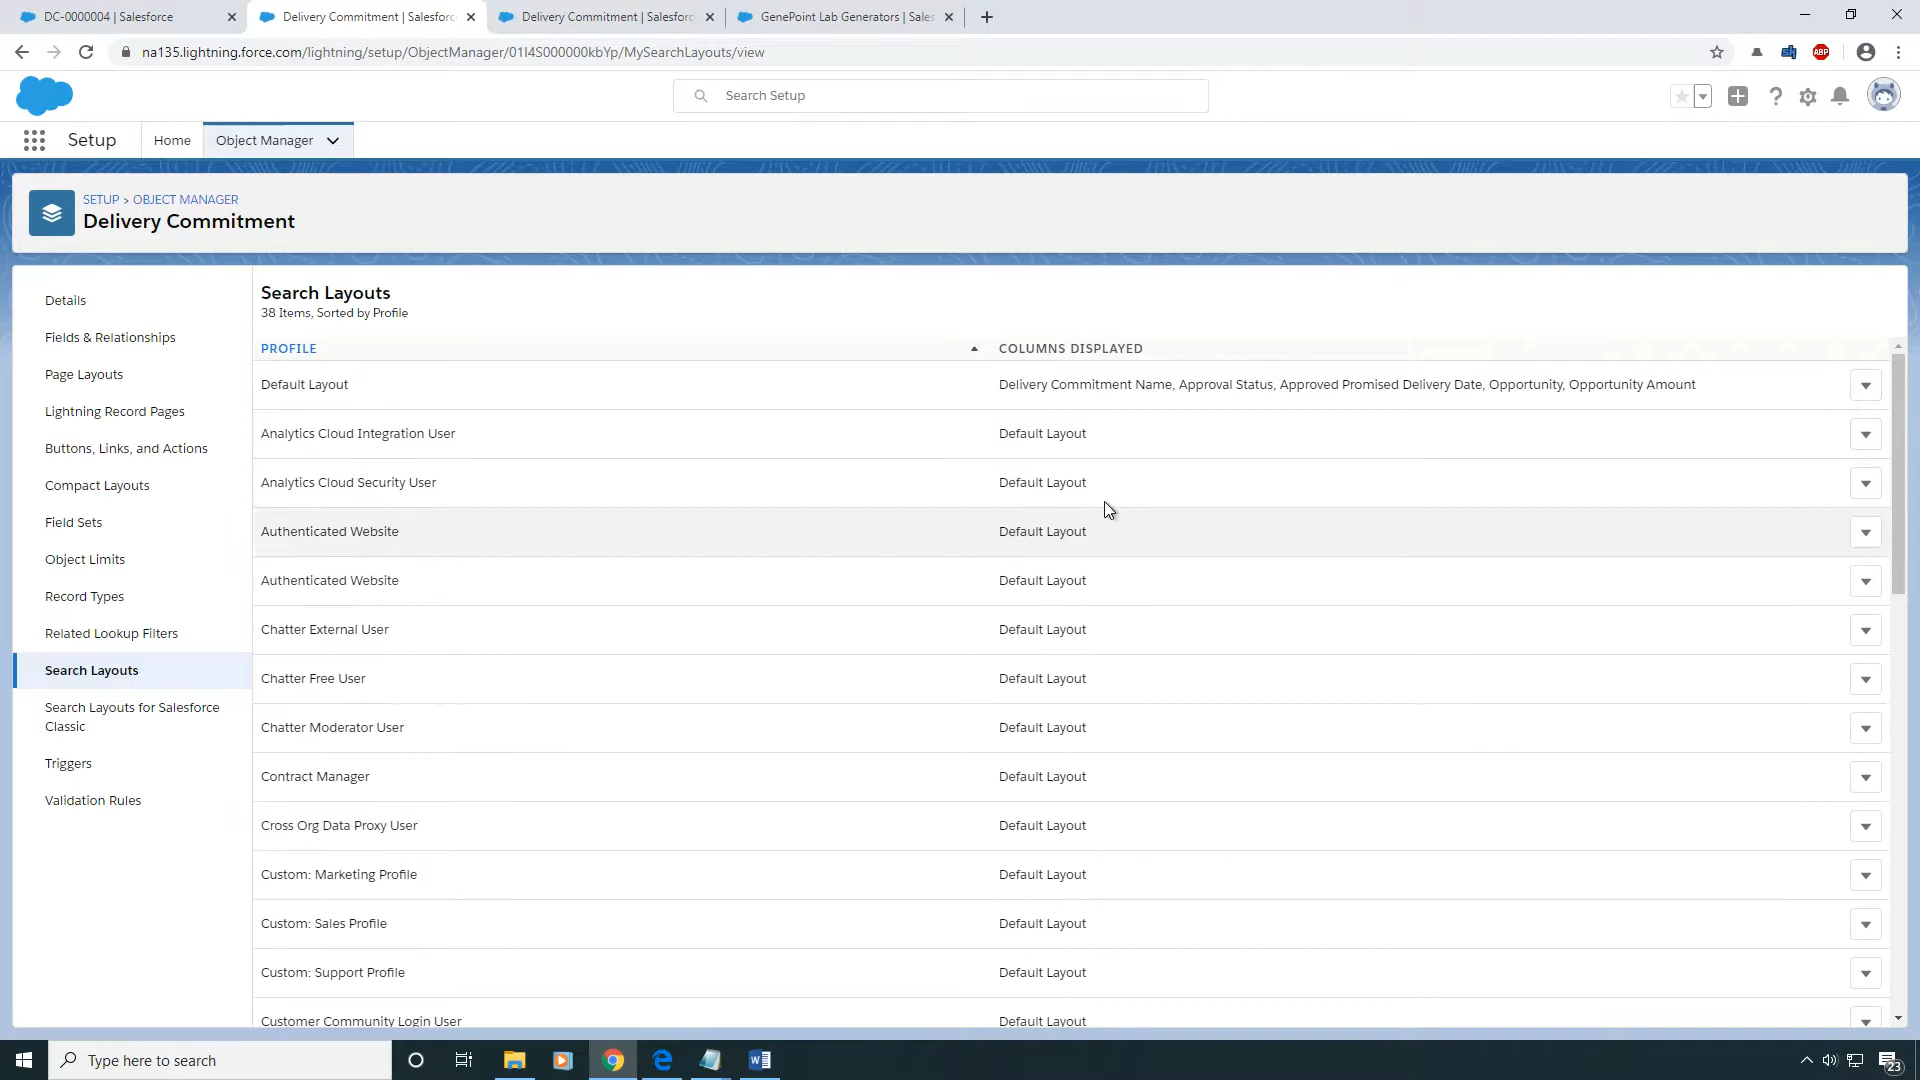 DC-0000004 | Salesforce
Delivery Commitment | Salesforc
Delivery Commitment | Salesforc
GenePoint Lab Generators | Sales
na135.lightning.force.com/lightning/setup/ObjectManager/01I4S000000kbYp/MySearchLayouts/view
ABP
Search Setup
Setup
Home
Object Manager
SETUP > OBJECT MANAGER
Delivery Commitment
Details
Fields & Relationships
Page Layouts
Lightning Record Pages
Buttons, Links, and Actions
Compact Layouts
Field Sets
Object Limits
Record Types
Related Lookup Filters
Search Layouts
Search Layouts for Salesforce
Classic
Triggers
Validation Rules
Search Layouts
38 Items, Sorted by Profile
PROFILE COLUMNS DISPLAYED
Default Layout Delivery Commitment Name, Approval Status, Approved Promised Delivery Date, Opportunity, Opportunity Amount
Analytics Cloud Integration User Default Layout
Analytics Cloud Security User Default Layout
Authenticated Website Default Layout
Authenticated Website Default Layout
Chatter External User Default Layout
Chatter Free User Default Layout
Chatter Moderator User Default Layout
Contract Manager Default Layout
Cross Org Data Proxy User Default Layout
Custom: Marketing Profile Default Layout
Custom: Sales Profile Default Layout
Custom: Support Profile Default Layout
Customer Community Login User Default Layout
Type here to search
23